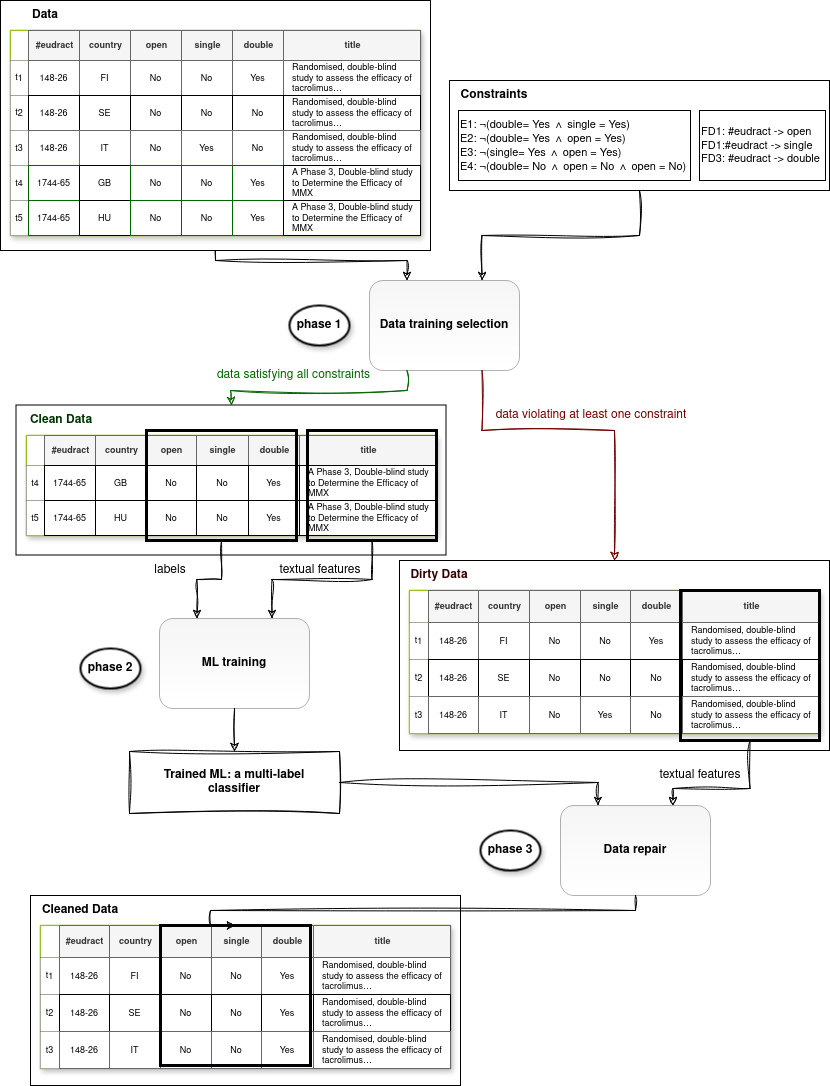 Data
#eudract country open single double title
t1 148-26 FI No No Yes Randomised, double-blind
study to assess the efficacy of
tacrolimus…
t2 148-26 SE No No No Randomised, double-blind
study to assess the efficacy of
tacrolimus…
t3 148-26 IT No Yes No Randomised, double-blind
study to assess the efficacy of
tacrolimus…
t4 1744-65 GB No No Yes A Phase 3, Double-blind study
to Determine the Efficacy of
MMX
t5 1744-65 HU No No Yes A Phase 3, Double-blind study
to Determine the Efficacy of
MMX
Constraints
E1: ¬(double= Yes ∧ single = Yes)
E2: ¬(double= Yes ∧ open = Yes)
E3: ¬(single= Yes ∧ open = Yes)
E4: ¬(double= No ∧ open = No ∧ open = No)
FD1: #eudract -> open
FD1:#eudract -> single
FD3: #eudract -> double
phase 1
Data training selection
data satisfying all constraints
data violating at least one constraint
Clean Data
#eudract country open single double title
t4 1744-65 GB No No Yes A Phase 3, Double-blind study
to Determine the Efficacy of
MMX
t5 1744-65 HU No No Yes A Phase 3, Double-blind study
to Determine the Efficacy of
MMX
labels
textual features
Dirty Data
#eudract country open single double title
t1 148-26 FI No No Yes Randomised, double-blind
study to assess the efficacy of
tacrolimus…
t2 148-26 SE No No No Randomised, double-blind
study to assess the efficacy of
tacrolimus…
t3 148-26 IT No Yes No Randomised, double-blind
study to assess the efficacy of
tacrolimus…
phase 2
ML training
Trained ML: a multi-label
classifier
textual features
phase 3
Data repair
Cleaned Data
#eudract country open single double title
t1 148-26 FI No No Yes Randomised, double-blind
study to assess the efficacy of
tacrolimus…
t2 148-26 SE No No Yes Randomised, double-blind
study to assess the efficacy of
tacrolimus…
t3 148-26 IT No No Yes Randomised, double-blind
study to assess the efficacy of
tacrolimus…